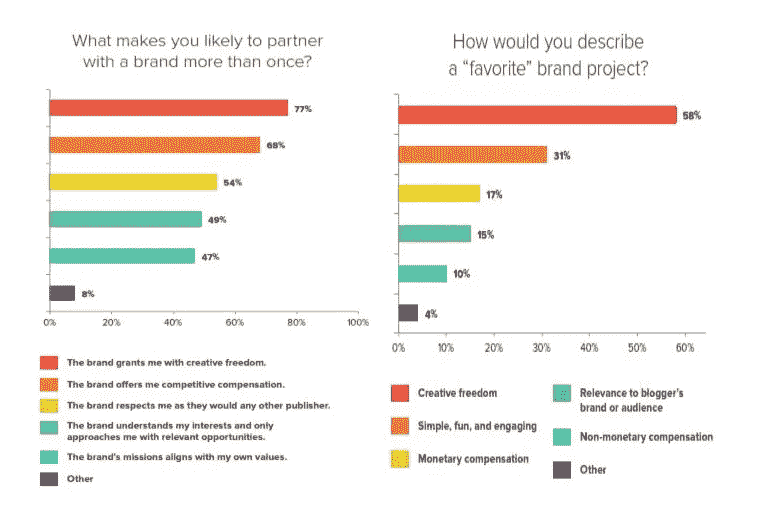 What makes you likely to partner
with a brand more than once?
77%
68%
54%
49%
47%
8%
0% 20% 40% 60% 80% 100%
The brand grants me with creative freedom.
The brand offers me competitive compensation.
The brand respects me as they would any other publisher.
The brand understands my interests and only
approaches me with relevant opportunities.
The brand's missions aligns with my own values.
Other
How would you describe
a “favorite” brand project?
58%
31%
17%
15%
10%
4%
0% 10% 20% 30% 40% 50% 60%
Creative freedom
Simple, fun, and engaging
Monetary compensation
Relevance to blogger's
brand or audience
Non-monetary compensation
Other